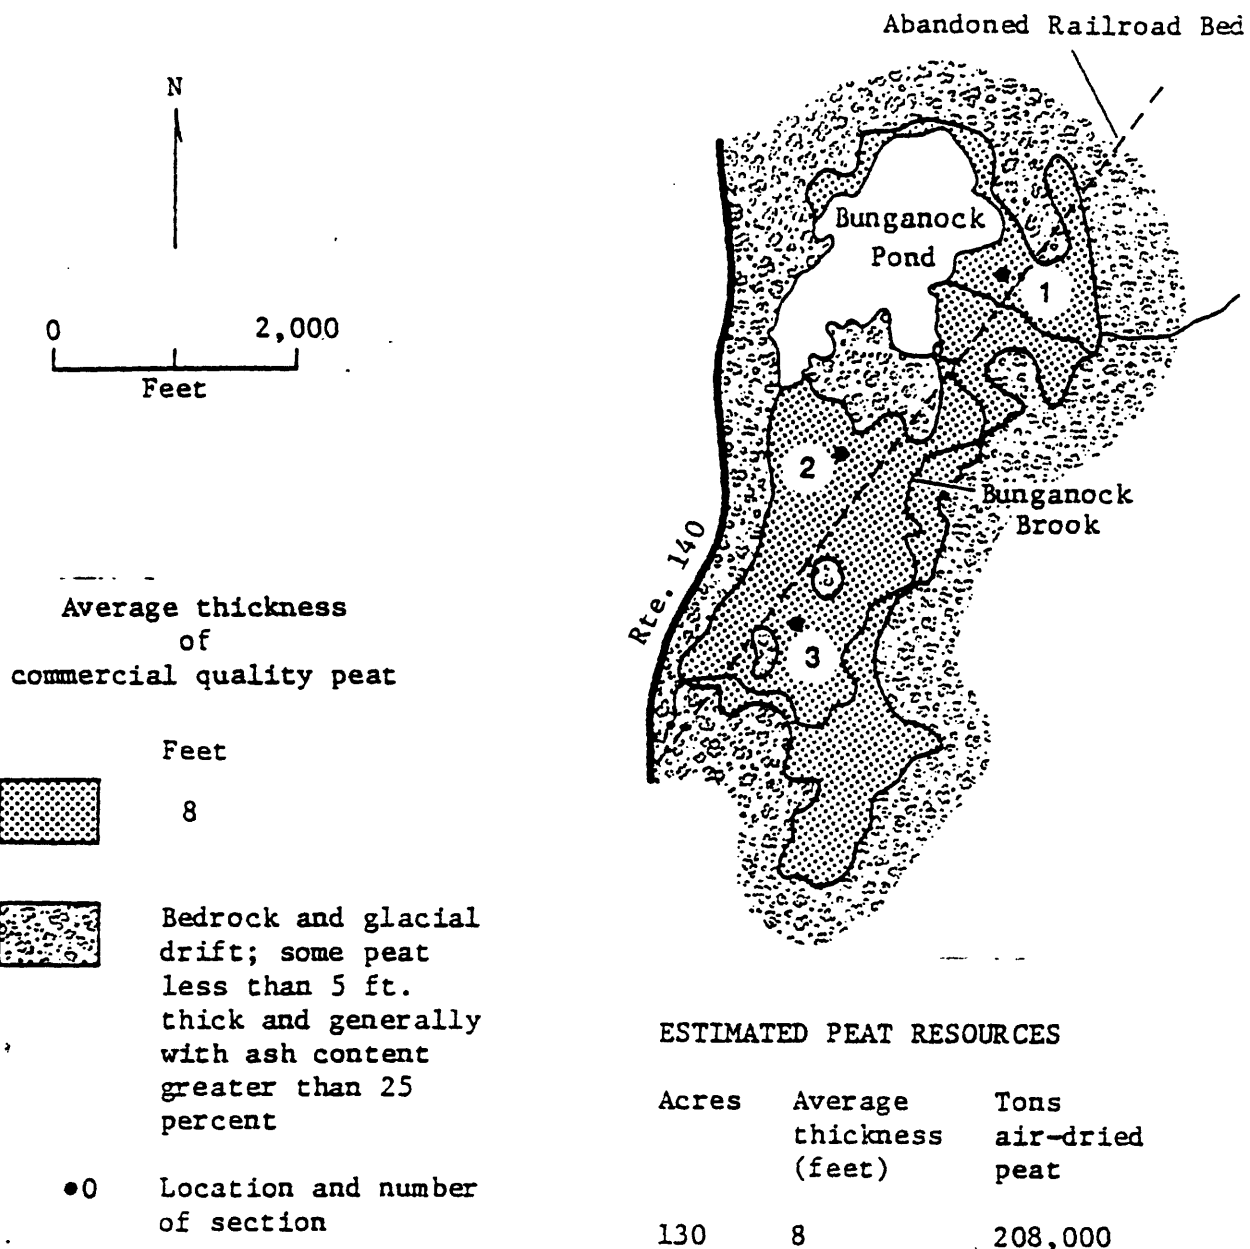 Abandoned Railroad Bed
N
0 2,000
Feet
Bunganock
Pond
1
2
Bunganock
Brook
Rte. 140
3
Average thickness
of
commercial quality peat
Feet
8
Bedrock and glacial
drift; some peat
less than 5 ft.
thick and generally
with ash content
greater than 25
percent
•0 Location and number
of section
ESTIMATED PEAT RESOURCES
Acres Average Tons
thickness air-dried
(feet) peat
130 8 208,000